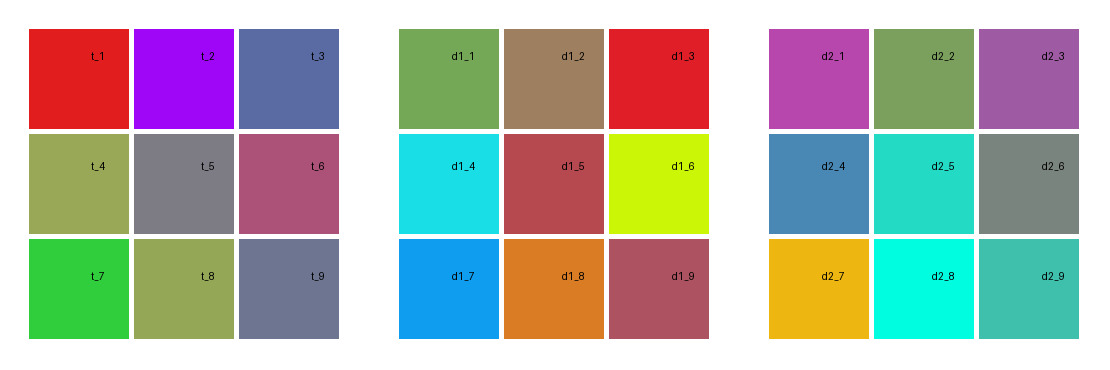 t_1 t_2 t_3 d1_1 d1_2 d1_3 d2_1 d2_2 d2_3
t_4 t_5 t_6 d1_4 d1_5 d1_6 d2_4 d2_5 d2_6
t_7 t_8 t_9 d1_7 d1_8 d1_9 d2_7 d2_8 d2_9